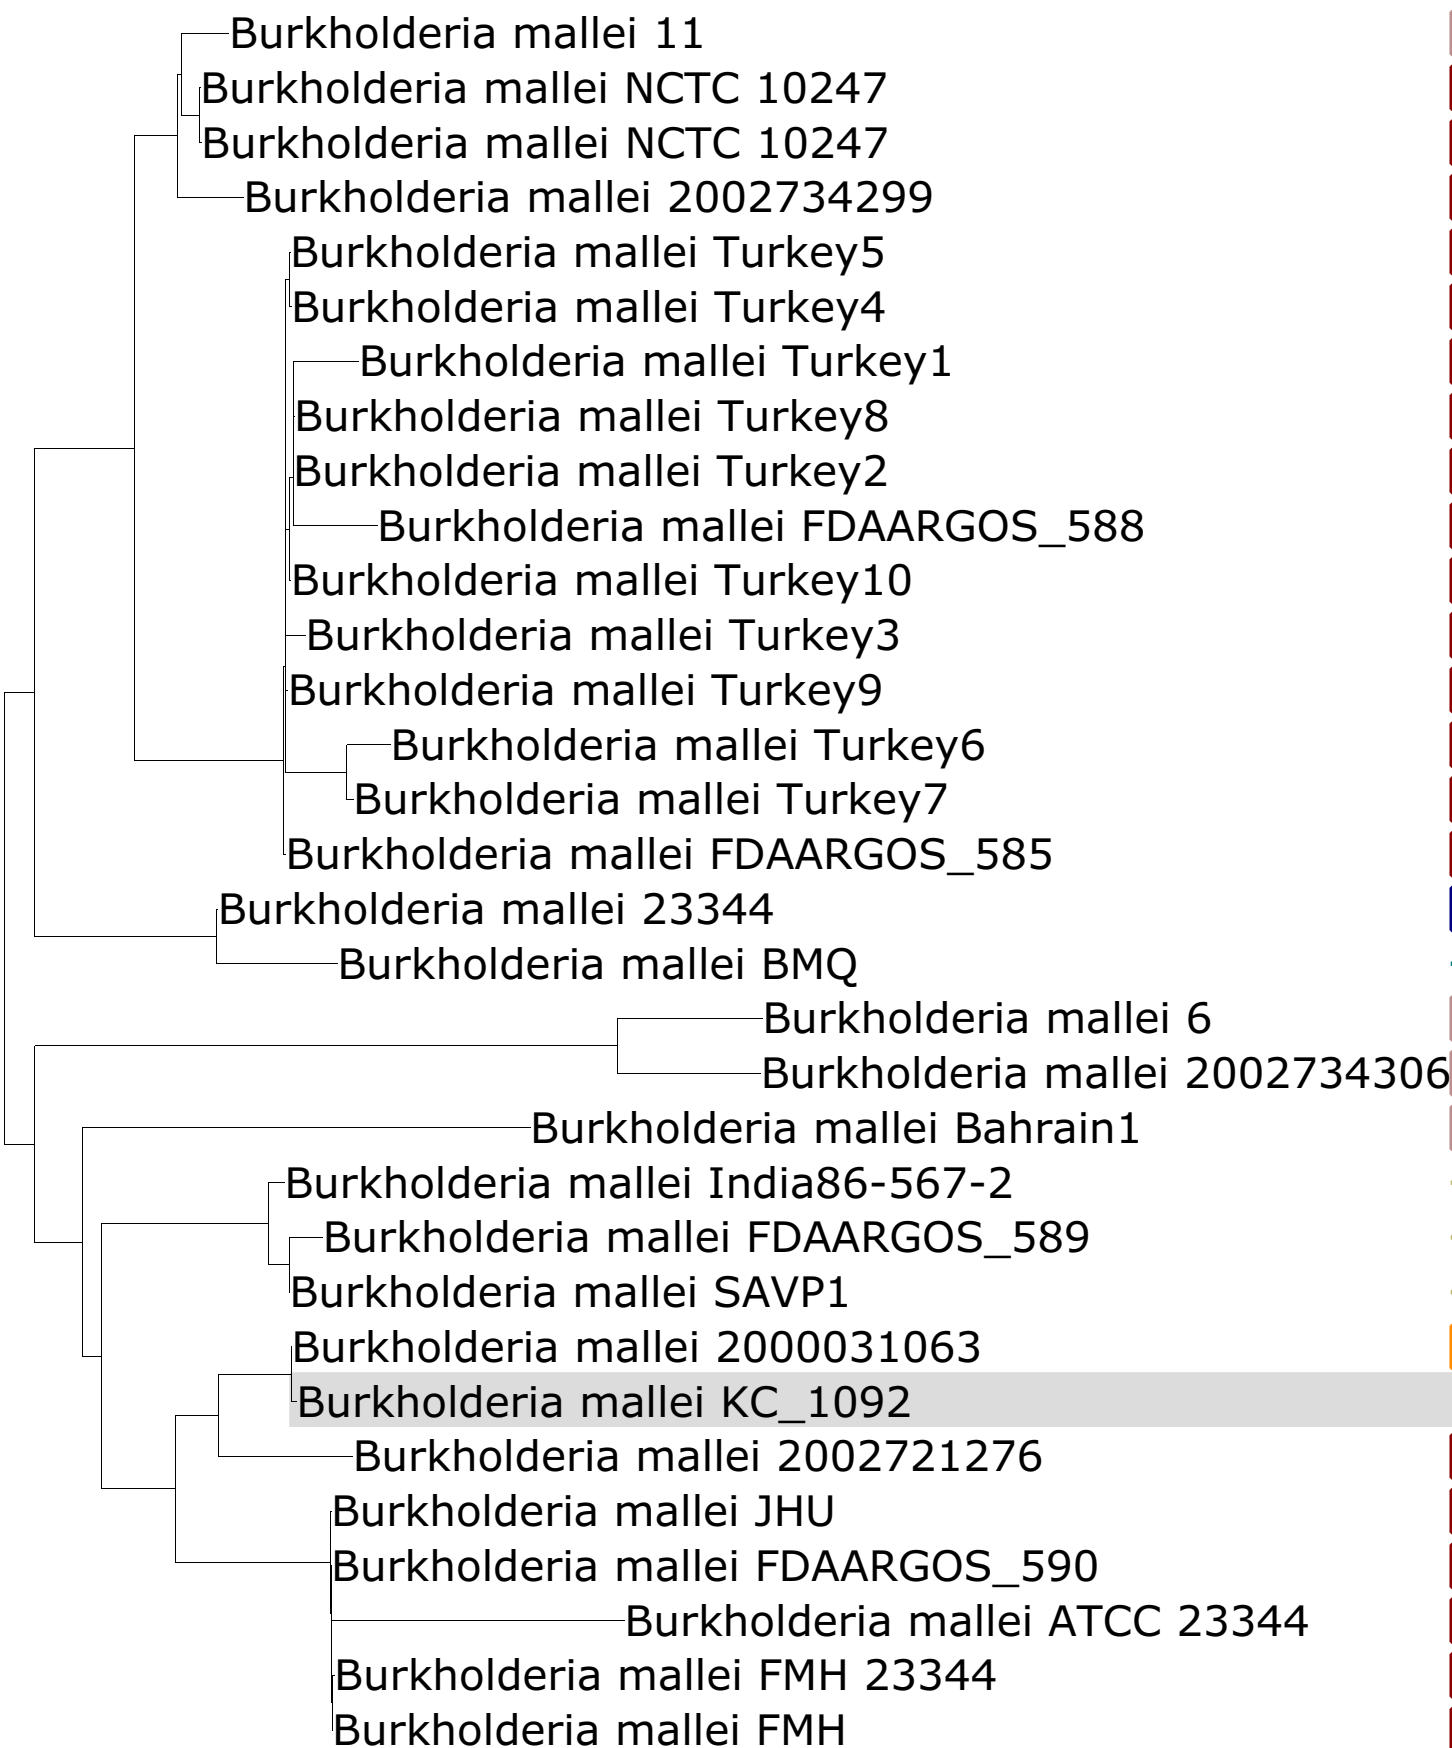 Burkholderia mallei 11
Burkholderia mallei NCTC 10247
Burkholderia mallei NCTC 10247
Burkholderia mallei 2002734299
Burkholderia mallei Turkey5
Burkholderia mallei Turkey4
Burkholderia mallei Turkey1
Burkholderia mallei Turkey8
Burkholderia mallei Turkey2
Burkholderia mallei FDAARGOS_588
Burkholderia mallei Turkey10
Burkholderia mallei Turkey3
Burkholderia mallei Turkey9
Burkholderia mallei Turkey6
Burkholderia mallei Turkey7
Burkholderia mallei FDAARGOS_585
Burkholderia mallei 23344
Burkholderia mallei BMQ
Burkholderia mallei 6
Burkholderia mallei 2002734306
Burkholderia mallei Bahrain1
Burkholderia mallei India86-567-2
Burkholderia mallei FDAARGOS_589
Burkholderia mallei SAVP1
Burkholderia mallei 2000031063
Burkholderia mallei KC_1092
Burkholderia mallei 2002721276
Burkholderia mallei JHU
Burkholderia mallei FDAARGOS_590
Burkholderia mallei ATCC 23344
Burkholderia mallei FMH 23344
Burkholderia mallei FMH